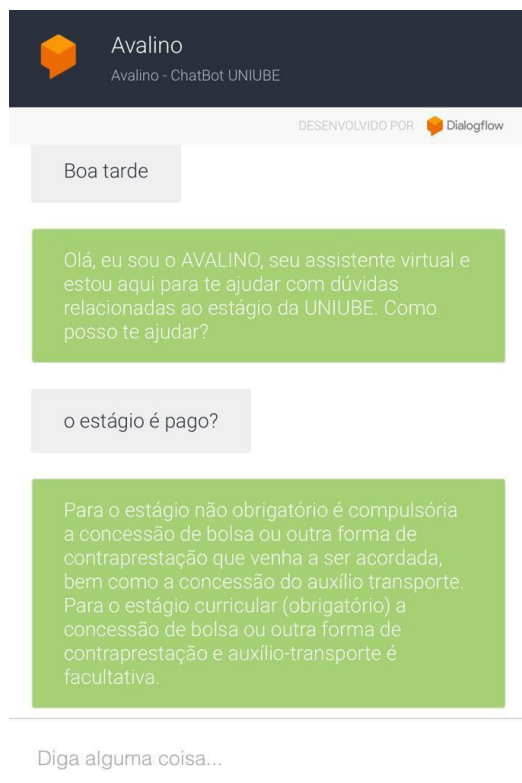 Avalino
Avalino - ChatBot UNIUBE
DESENVOLVIDO POR Dialogflow
Boa tarde
Olá, eu sou o AVALINO, seu assistente virtual e
estou aqui para te ajudar com dúvidas
relacionadas ao estágio da UNIUBE. Como
posso te ajudar?
o estágio é pago?
Para o estágio não obrigatório é compulsória
a concessão de bolsa ou outra forma de
contraprestação que venha a ser acordada,
bem como a concessão do auxílio transporte.
Para o estágio curricular (obrigatório) a
concessão de bolsa ou outra forma de
contraprestação e auxílio-transporte é
facultativa.
Diga alguma coisa...